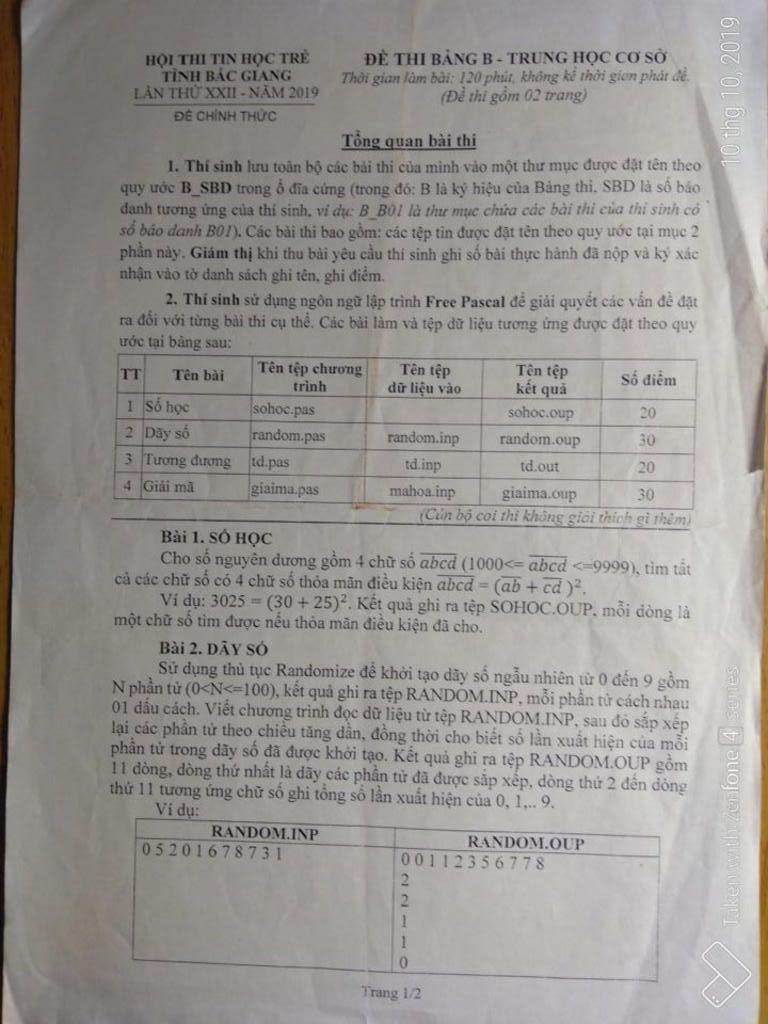 HỘI THI TIN HỌC TRẺ
TỈNH BẮC GIANG
LẦN THỨ XXII - NĂM 2019
ĐỀ CHÍNH THỨC
ĐỀ THI BẢNG B - TRUNG HỌC CƠ SỞ
Thời gian làm bài: 120 phút, không kể thời gian phát đề.
(Đề thi gồm 02 trang)
Tổng quan bài thi
1. Thí sinh lưu toàn bộ các bài thi của mình vào một thư mục được đặt tên theo
quy ước B_SBD trong ổ đĩa cứng (trong đó: B là ký hiệu của Bảng thi, SBD là số báo
danh tương ứng của thí sinh, ví dụ: B_B01 là thư mục chứa các bài thi của thí sinh có
số báo danh B01). Các bài thi bao gồm: các tệp tin được đặt tên theo quy ước tại mục 2
phần này. Giám thị khi thu bài yêu cầu thí sinh ghi số bài thực hành đã nộp và ký xác
nhận vào tờ danh sách ghi tên, ghi điểm.
2. Thí sinh sử dụng ngôn ngữ lập trình Free Pascal để giải quyết các vấn đề đặt
ra đối với từng bài thi cụ thể. Các bài làm và tệp dữ liệu tương ứng được đặt theo quy
ước tại bảng sau:
TT Tên bài Tên tệp chương trình Tên tệp dữ liệu vào Tên tệp kết quả Số điểm
1 Số học sohoc.pas sohoc.oup 20
2 Dãy số random.pas random.inp random.oup 30
3 Tương đương td.pas td.inp td.out 20
4 Giải mã giaima.pas mahoa.inp giaima.oup 30
(Cán bộ coi thi không giải thích gì thêm)
Bài 1. SỐ HỌC
Cho số nguyên dương gồm 4 chữ số abcd (1000<= abcd <=9999), tìm tất
cả các chữ số có 4 chữ số thỏa mãn điều kiện abcd = (ab + cd )².
Ví dụ: 3025 = (30 + 25)². Kết quả ghi ra tệp SOHOC.OUP, mỗi dòng là
một chữ số tìm được nếu thỏa mãn điều kiện đã cho.
Bài 2. DÃY SỐ
Sử dụng thủ tục Randomize để khởi tạo dãy số ngẫu nhiên từ 0 đến 9 gồm
N phần tử (0<N<=100), kết quả ghi ra tệp RANDOM.INP, mỗi phần tử cách nhau
01 dấu cách. Viết chương trình đọc dữ liệu từ tệp RANDOM.INP, sau đó sắp xếp
lại các phần tử theo chiều tăng dần, đồng thời cho biết số lần xuất hiện của mỗi
phần tử trong dãy số đã được khởi tạo. Kết quả ghi ra tệp RANDOM.OUP gồm
11 dòng, dòng thứ nhất là dãy các phần tử đã được sắp xếp, dòng thứ 2 đến dòng
thứ 11 tương ứng chữ số ghi tổng số lần xuất hiện của 0, 1,.. 9.
Ví dụ:
RANDOM.INP RANDOM.OUP
0 5 2 0 1 6 7 8 7 3 1 0 0 1 1 2 3 5 6 7 7 8
2
2
1
1
0
Trang 1/2
10 thg 10, 2019
Taken with Zenfone 4 series